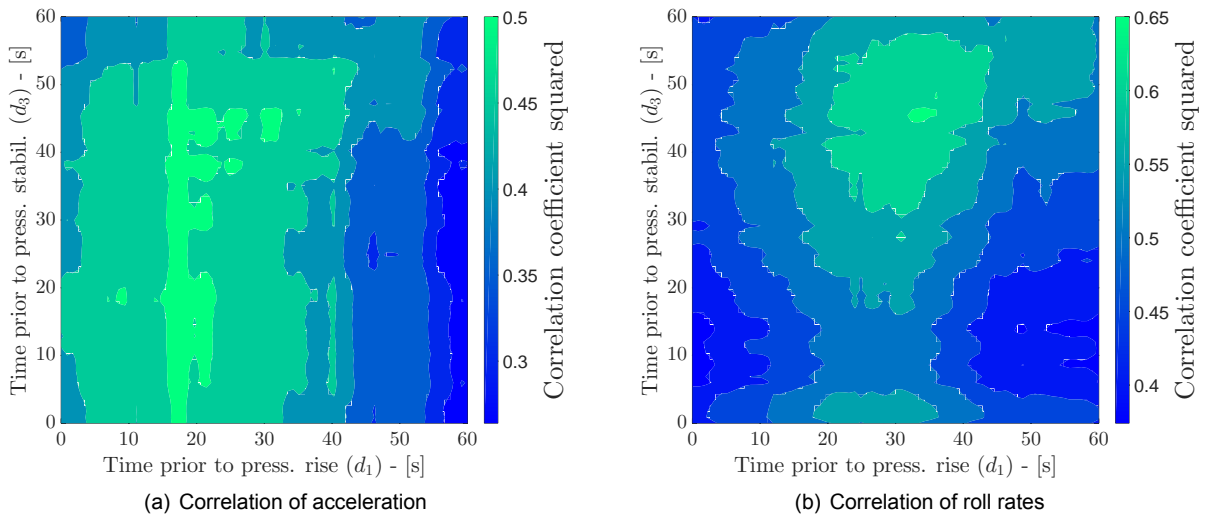 60
50
40
30
20
10
0
0 10 20 30 40 50 60
Time prior to press. stabil. (d₃) - [s]
Time prior to press. rise (d₁) - [s]
0.5
0.45
0.4
0.35
0.3
Correlation coefficient squared
(a) Correlation of acceleration
60
50
40
30
20
10
0
0 10 20 30 40 50 60
Time prior to press. stabil. (d₃) - [s]
Time prior to press. rise (d₁) - [s]
0.65
0.6
0.55
0.5
0.45
0.4
Correlation coefficient squared
(b) Correlation of roll rates